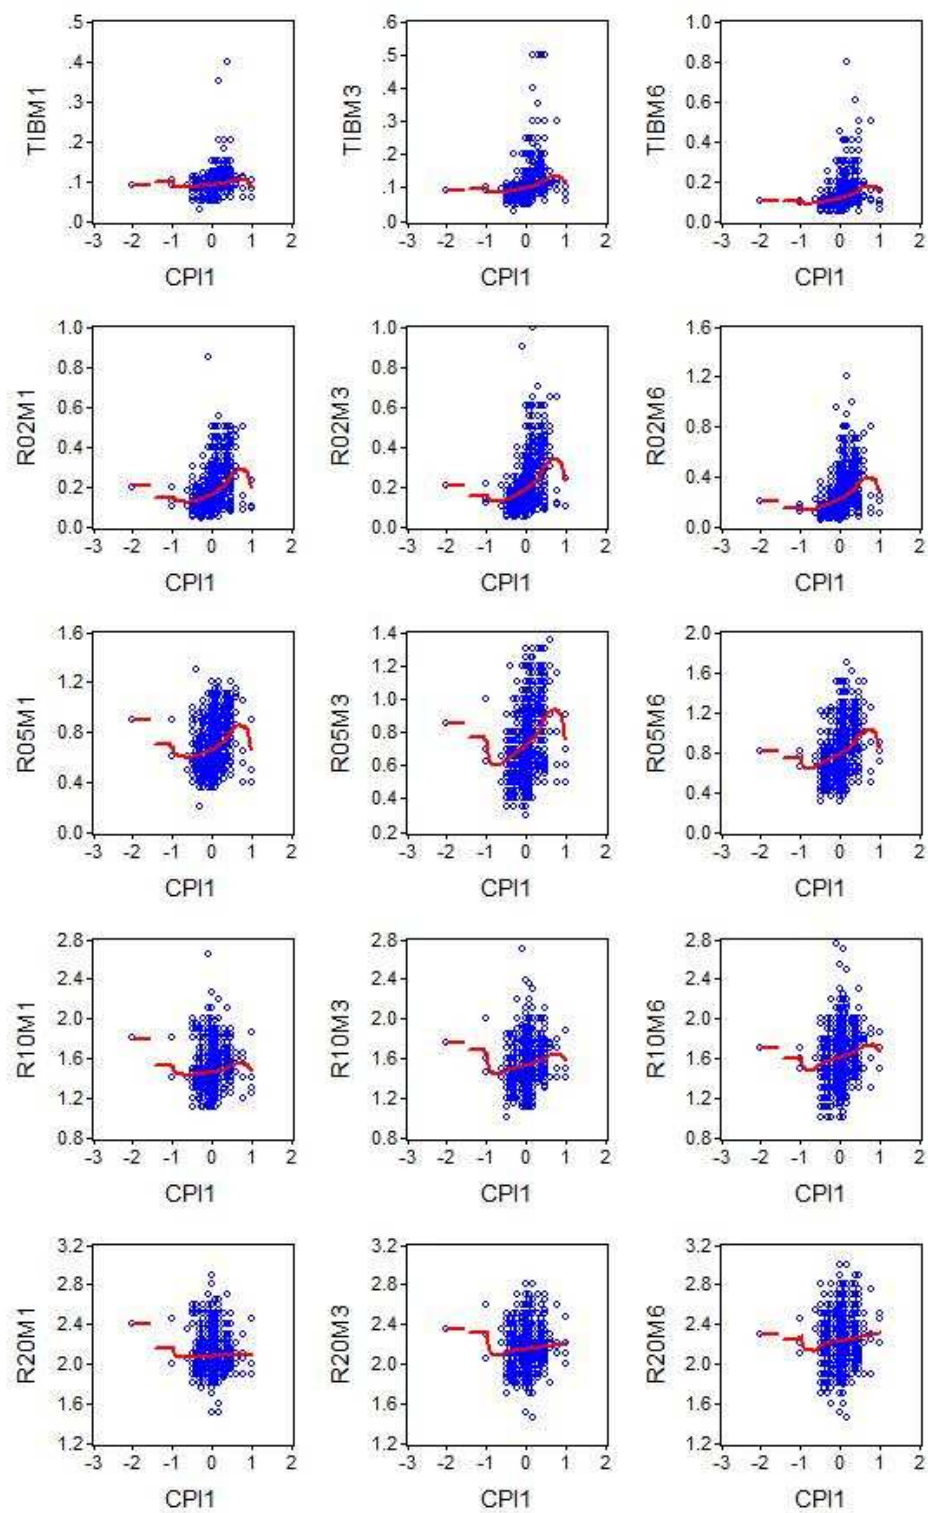 .5 .4 .3 .2 .1 .0
TIBM1
-3 -2 -1 0 1 2
CPI1
.6 .5 .4 .3 .2 .1 .0
TIBM3
-3 -2 -1 0 1 2
CPI1
1.0 0.8 0.6 0.4 0.2 0.0
TIBM6
-3 -2 -1 0 1 2
CPI1
1.0 0.8 0.6 0.4 0.2 0.0
R02M1
-3 -2 -1 0 1 2
CPI1
1.0 0.8 0.6 0.4 0.2 0.0
R02M3
-3 -2 -1 0 1 2
CPI1
1.6 1.2 0.8 0.4 0.0
R02M6
-3 -2 -1 0 1 2
CPI1
1.6 1.2 0.8 0.4 0.0
R05M1
-3 -2 -1 0 1 2
CPI1
1.4 1.2 1.0 0.8 0.6 0.4 0.2
R05M3
-3 -2 -1 0 1 2
CPI1
2.0 1.6 1.2 0.8 0.4 0.0
R05M6
-3 -2 -1 0 1 2
CPI1
2.8 2.4 2.0 1.6 1.2 0.8
R10M1
-3 -2 -1 0 1 2
CPI1
2.8 2.4 2.0 1.6 1.2 0.8
R10M3
-3 -2 -1 0 1 2
CPI1
2.8 2.4 2.0 1.6 1.2 0.8
R10M6
-3 -2 -1 0 1 2
CPI1
3.2 2.8 2.4 2.0 1.6 1.2
R20M1
-3 -2 -1 0 1 2
CPI1
3.2 2.8 2.4 2.0 1.6 1.2
R20M3
-3 -2 -1 0 1 2
CPI1
3.2 2.8 2.4 2.0 1.6 1.2
R20M6
-3 -2 -1 0 1 2
CPI1